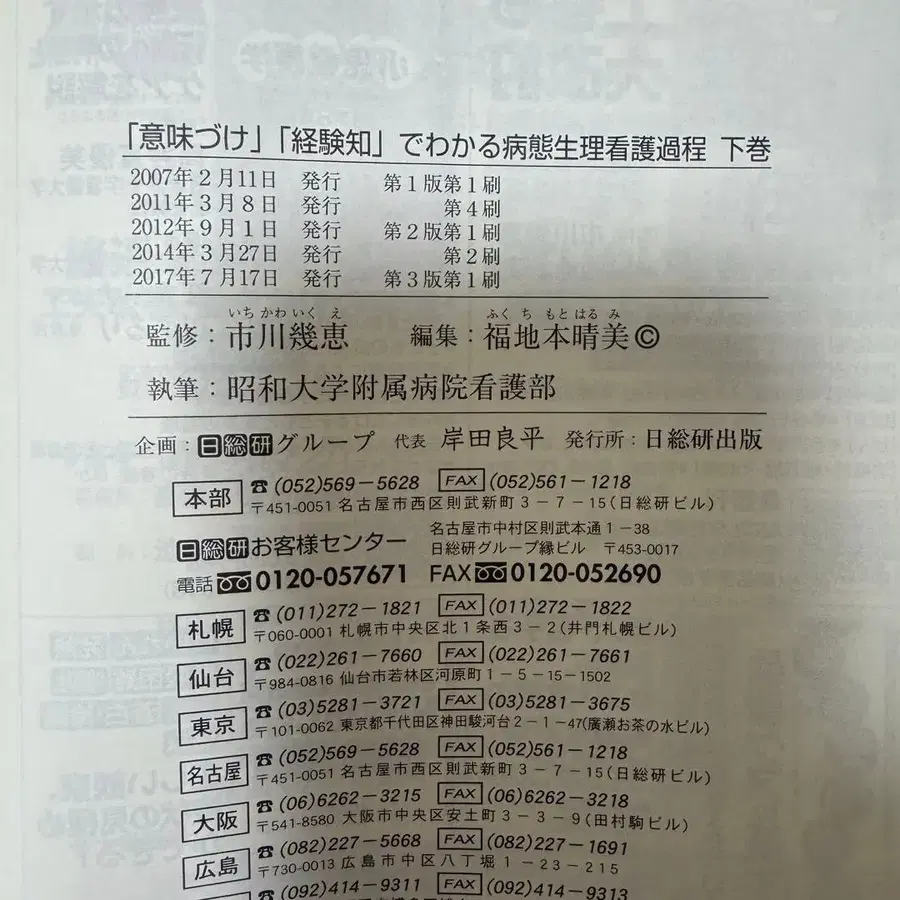 「意味づけ」「経験知」でわかる病態生理看護過程 下巻
2007年2月11日 発行 第1版第1刷
2011年3月8日 発行 第4刷
2012年9月1日 発行 第2版第1刷
2014年3月27日 発行 第2刷
2017年7月17日 発行 第3版第1刷
いちかわいくえ ふくちもとはるみ
監修：市川幾恵 編集：福地本晴美©
執筆：昭和大学附属病院看護部
企画：日総研グループ 代表 岸田良平 発行所：日総研出版
本部 ☎(052)569-5628 FAX(052)561-1218
〒451-0051 名古屋市西区則武新町3-7-15(日総研ビル)
日総研お客様センター 名古屋市中村区則武本通1-38
日総研グループ縁ビル 〒453-0017
電話 0120-057671 FAX 0120-052690
札幌 ☎(011)272-1821 FAX(011)272-1822
〒060-0001 札幌市中央区北1条西3-2(井門札幌ビル)
仙台 ☎(022)261-7660 FAX(022)261-7661
〒984-0816 仙台市若林区河原町1-5-15-1502
東京 ☎(03)5281-3721 FAX(03)5281-3675
〒101-0062 東京都千代田区神田駿河台2-1-47(廣瀬お茶の水ビル)
名古屋 ☎(052)569-5628 FAX(052)561-1218
〒451-0051 名古屋市西区則武新町3-7-15(日総研ビル)
大阪 ☎(06)6262-3215 FAX(06)6262-3218
〒541-8580 大阪市中央区安土町3-3-9(田村駒ビル)
広島 ☎(082)227-5668 FAX(082)227-1691
〒730-0013 広島市中区八丁堀1-23-215
☎(092)414-9311 FAX(092)414-9313